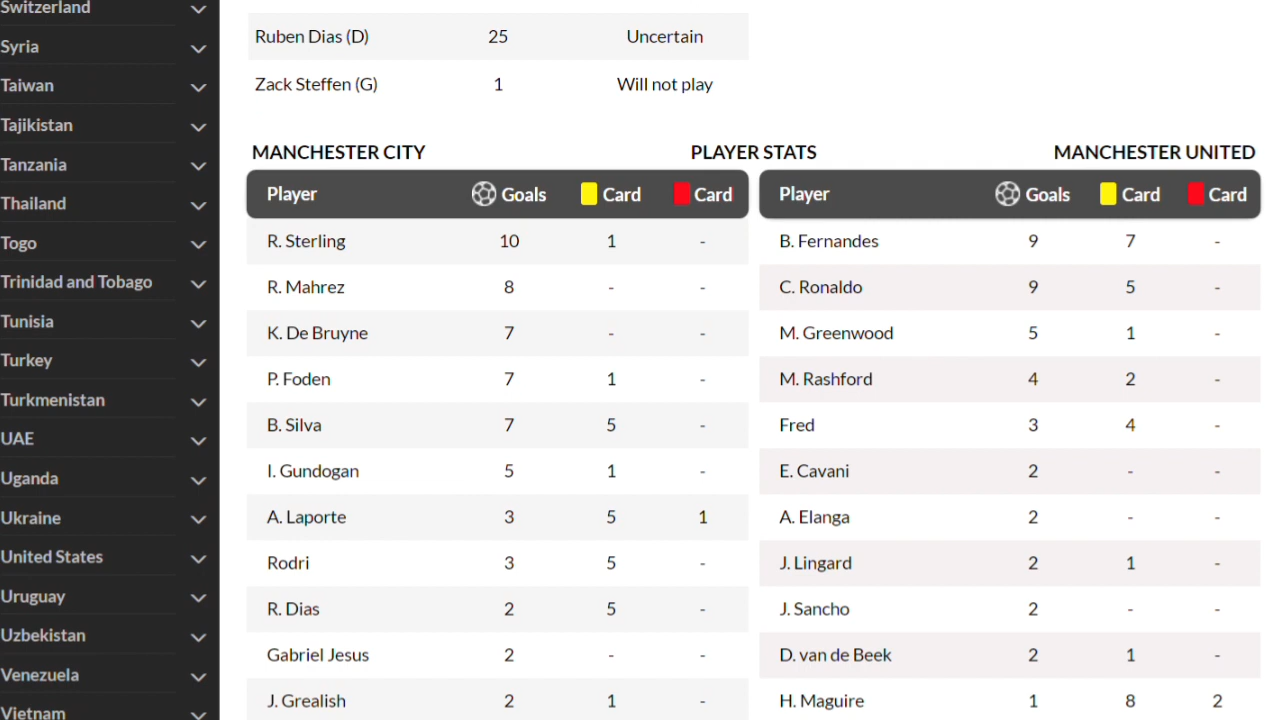 Switzerland
Syria
Taiwan
Tajikistan
Tanzania
Thailand
Togo
Trinidad and Tobago
Tunisia
Turkey
Turkmenistan
UAE
Uganda
Ukraine
United States
Uruguay
Uzbekistan
Venezuela
Vietnam
Ruben Dias (D) 25 Uncertain
Zack Steffen (G) 1 Will not play
MANCHESTER CITY PLAYER STATS MANCHESTER UNITED
Player Goals Card Card
R. Sterling 10 1 -
R. Mahrez 8 - -
K. De Bruyne 7 - -
P. Foden 7 1 -
B. Silva 7 5 -
I. Gundogan 5 1 -
A. Laporte 3 5 1
Rodri 3 5 -
R. Dias 2 5 -
Gabriel Jesus 2 - -
J. Grealish 2 1 -
Player Goals Card Card
B. Fernandes 9 7 -
C. Ronaldo 9 5 -
M. Greenwood 5 1 -
M. Rashford 4 2 -
Fred 3 4 -
E. Cavani 2 - -
A. Elanga 2 - -
J. Lingard 2 1 -
J. Sancho 2 - -
D. van de Beek 2 1 -
H. Maguire 1 8 2